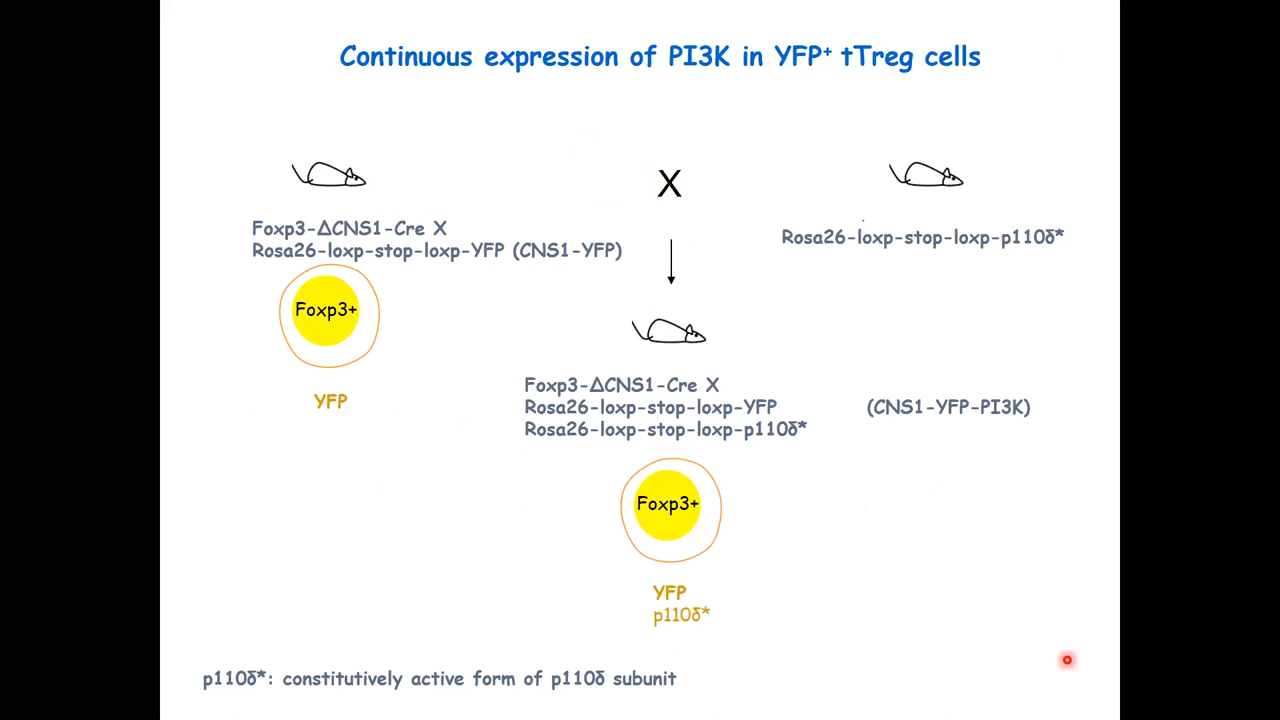 Continuous expression of PI3K in YFP⁺ tTreg cells
X
Foxp3-ΔCNS1-Cre X
Rosa26-loxp-stop-loxp-YFP (CNS1-YFP)
Rosa26-loxp-stop-loxp-p110δ*
Foxp3+
YFP
Foxp3-ΔCNS1-Cre X
Rosa26-loxp-stop-loxp-YFP (CNS1-YFP-PI3K)
Rosa26-loxp-stop-loxp-p110δ*
Foxp3+
YFP
p110δ*
p110δ*: constitutively active form of p110δ subunit